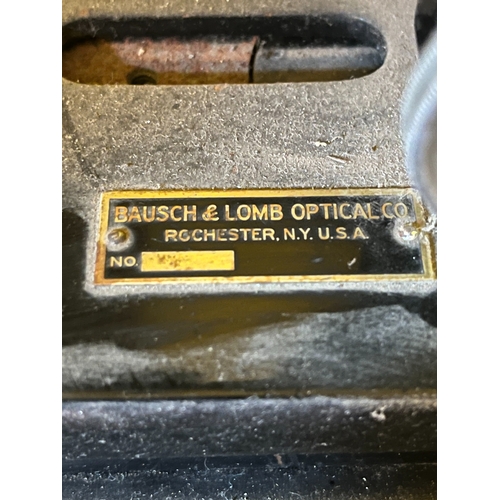 BAUSCH & LOMB OPTICAL CO.
ROCHESTER, N.Y. U.S.A.
NO.